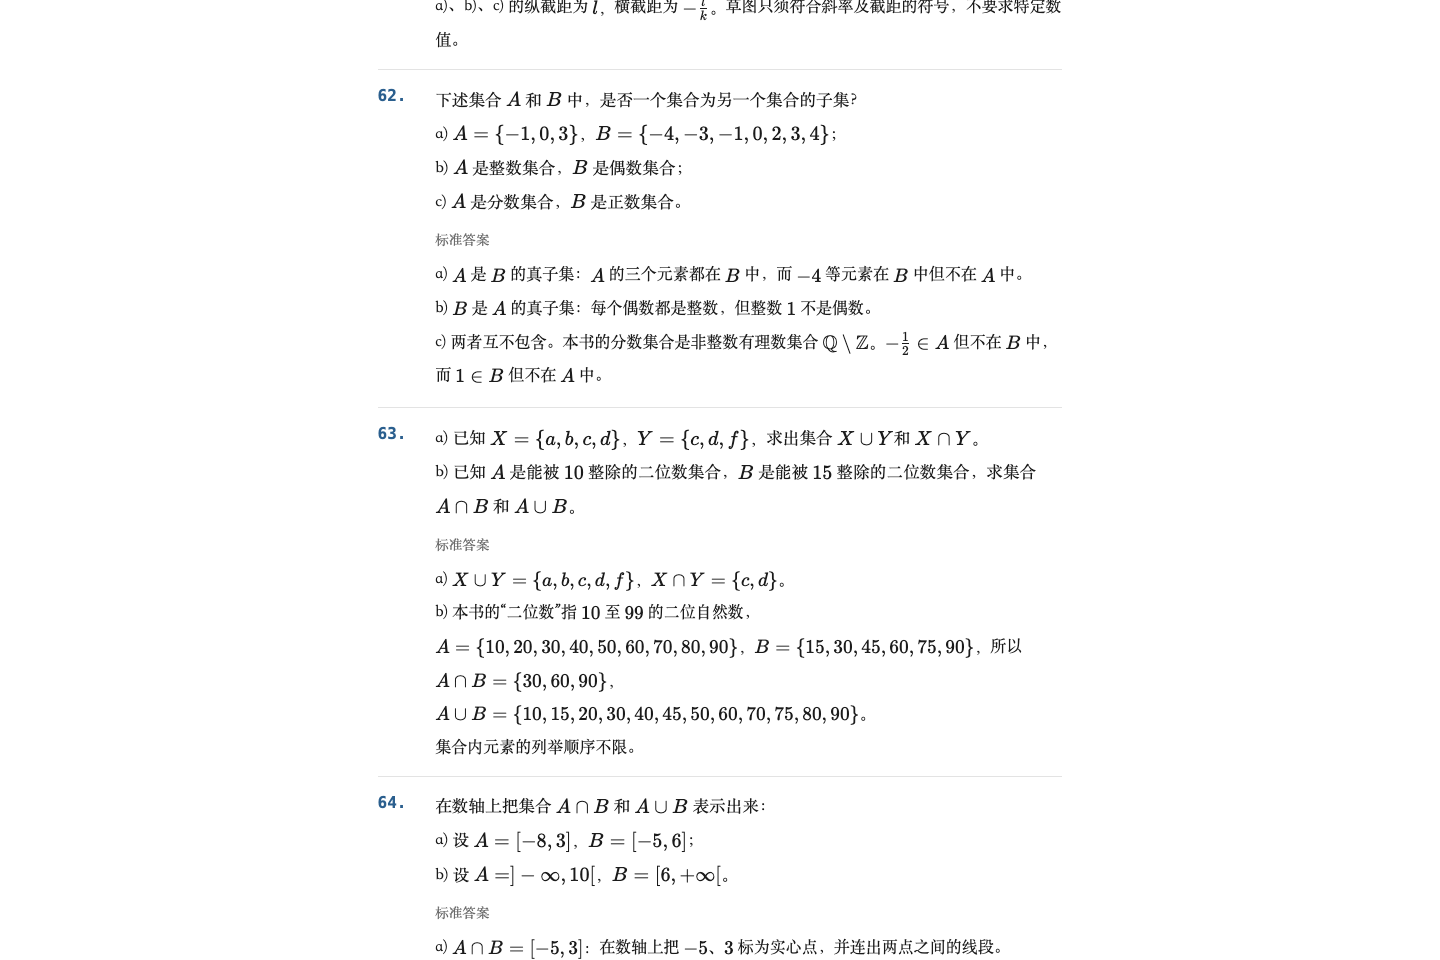 a)、b)、c) 的纵截距为 l，横截距为 −l/k。草图只须符合斜率及截距的符号，不要求特定数
值。
62.
下述集合 A 和 B 中，是否一个集合为另一个集合的子集?
a) A = {−1, 0, 3}，B = {−4, −3, −1, 0, 2, 3, 4}；
b) A 是整数集合，B 是偶数集合；
c) A 是分数集合，B 是正数集合。
标准答案
a) A 是 B 的真子集：A 的三个元素都在 B 中，而 −4 等元素在 B 中但不在 A 中。
b) B 是 A 的真子集：每个偶数都是整数，但整数 1 不是偶数。
c) 两者互不包含。本书的分数集合是非整数有理数集合 ℚ \ ℤ。−1/2 ∈ A 但不在 B 中，
而 1 ∈ B 但不在 A 中。
63.
a) 已知 X = {a, b, c, d}，Y = {c, d, f}，求出集合 X ∪ Y 和 X ∩ Y。
b) 已知 A 是能被 10 整除的二位数集合，B 是能被 15 整除的二位数集合，求集合
A ∩ B 和 A ∪ B。
标准答案
a) X ∪ Y = {a, b, c, d, f}，X ∩ Y = {c, d}。
b) 本书的“二位数”指 10 至 99 的二位自然数，
A = {10, 20, 30, 40, 50, 60, 70, 80, 90}，B = {15, 30, 45, 60, 75, 90}，所以
A ∩ B = {30, 60, 90}，
A ∪ B = {10, 15, 20, 30, 40, 45, 50, 60, 70, 75, 80, 90}。
集合内元素的列举顺序不限。
64.
在数轴上把集合 A ∩ B 和 A ∪ B 表示出来：
a) 设 A = [−8, 3]，B = [−5, 6]；
b) 设 A =] − ∞, 10[，B = [6, +∞[。
标准答案
a) A ∩ B = [−5, 3]：在数轴上把 −5、3 标为实心点，并连出两点之间的线段。